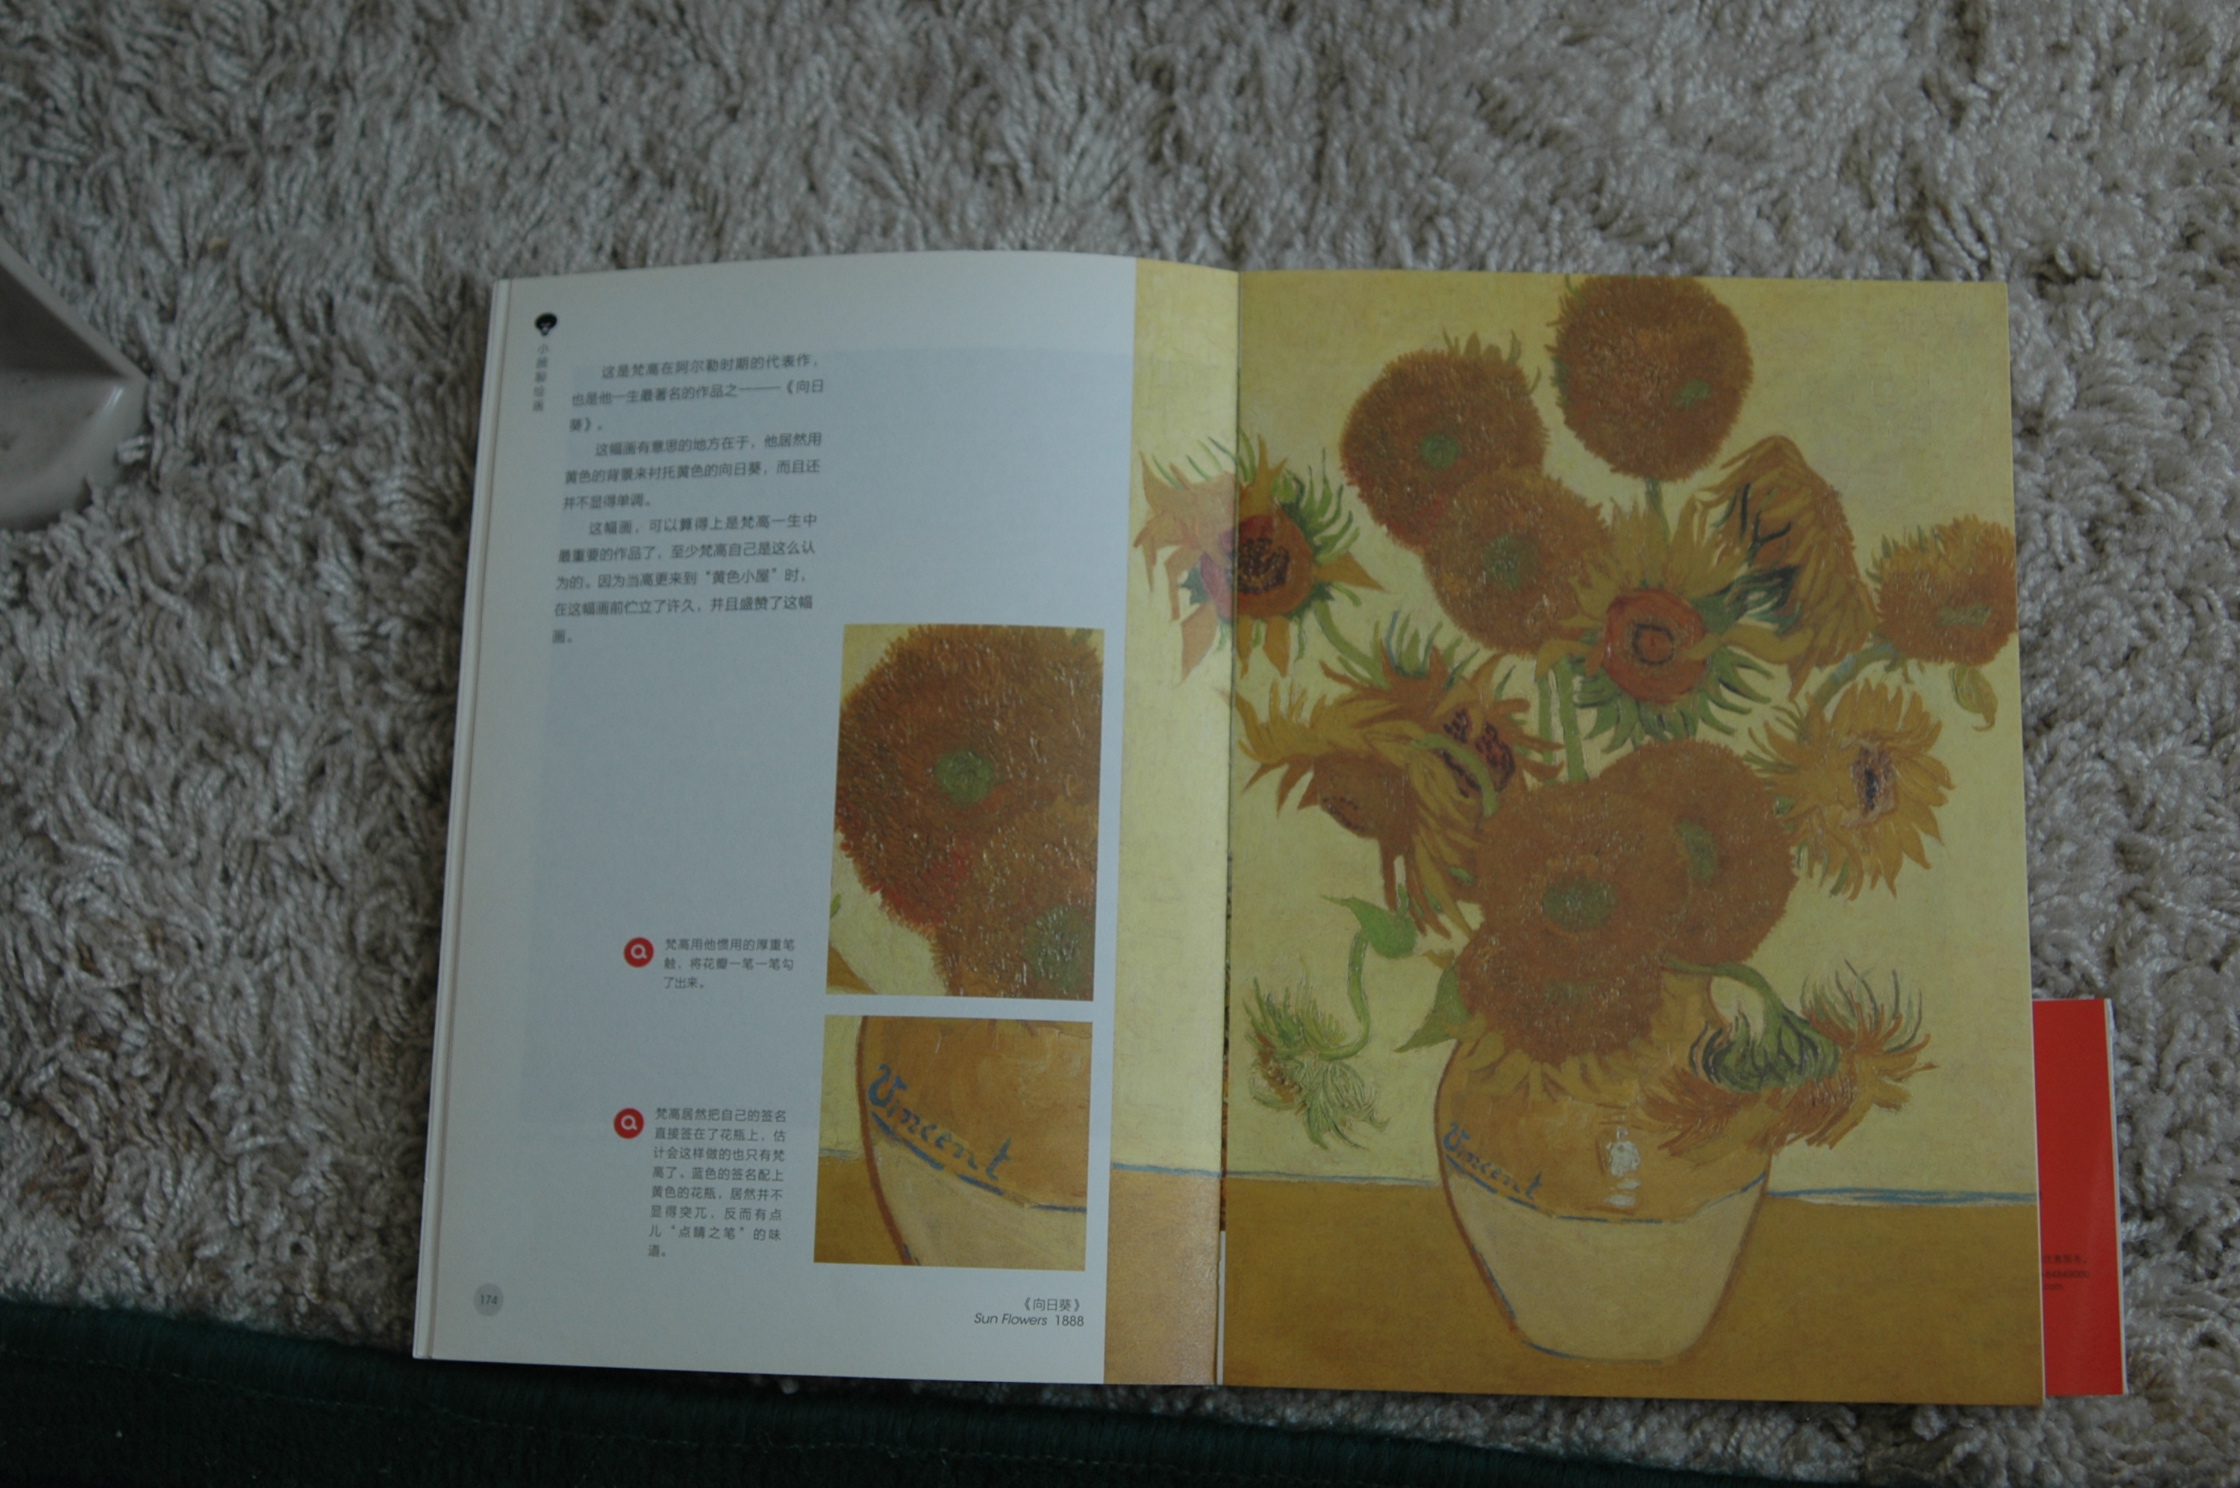 小顾聊绘画
这是梵高在阿尔勒时期的代表作，
也是他一生最著名的作品之一——《向日
葵》。
这幅画有意思的地方在于，他居然用
黄色的背景来衬托黄色的向日葵，而且还
并不显得单调。
这幅画，可以算得上是梵高一生中
最重要的作品了，至少梵高自己是这么认
为的。因为当高更来到“黄色小屋”时，
在这幅画前伫立了许久，并且盛赞了这幅
画。
梵高用他惯用的厚重笔
触，将花瓣一笔一笔勾
了出来。
梵高居然把自己的签名
直接签在了花瓶上，估
计会这样做的也只有梵
高了。蓝色的签名配上
黄色的花瓶，居然并不
显得突兀，反而有点
儿“点睛之笔”的味
道。
Vincent
《向日葵》
Sun Flowers 1888
174
Vincent